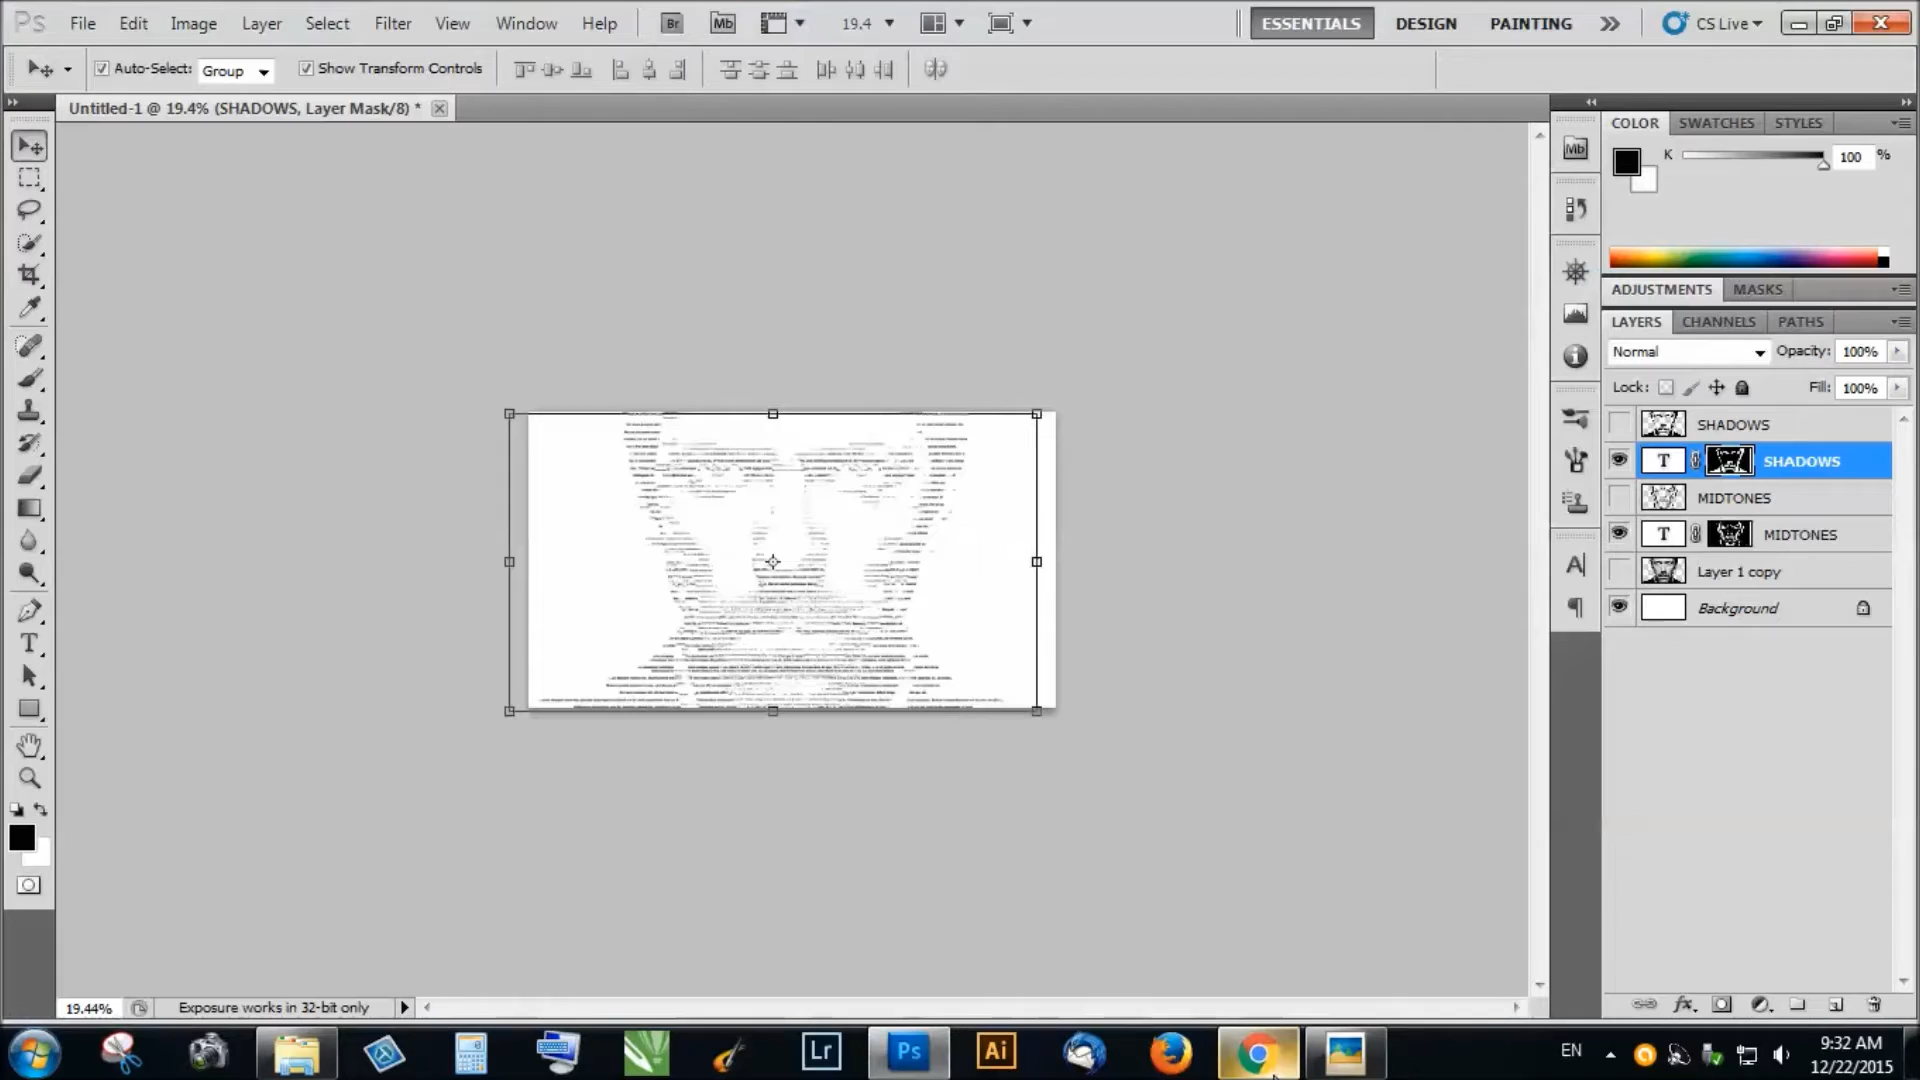 Ps File Edit Image Layer Select Filter View Window Help Br Mb 19.4 ESSENTIALS DESIGN PAINTING CS Live
Auto-Select: Group Show Transform Controls
Untitled-1 @ 19.4% (SHADOWS, Layer Mask/8) *
COLOR SWATCHES STYLES
Mb
K 100 %
ADJUSTMENTS MASKS
LAYERS CHANNELS PATHS
Normal Opacity: 100%
Lock: Fill: 100%
SHADOWS
T SHADOWS
MIDTONES
T MIDTONES
Layer 1 copy
Background
19.44% Exposure works in 32-bit only
Lr Ps Ai EN 9:32 AM
12/22/2015